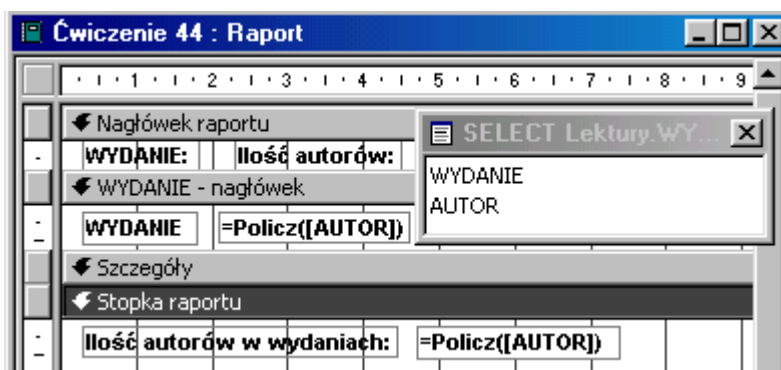 Ćwiczenie 44 : Raport
1 2 3 4 5 6 7 8 9
Nagłówek raportu
SELECT Lektury.WY...
WYDANIE: Ilość autorów:
WYDANIE
AUTOR
WYDANIE - nagłówek
WYDANIE =Policz([AUTOR])
Szczegóły
Stopka raportu
Ilość autorów w wydaniach: =Policz([AUTOR])